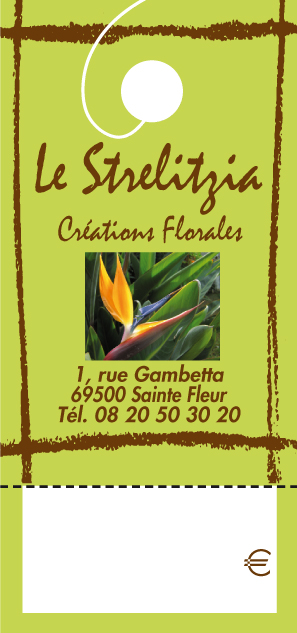 Le Strelitzia
Créations Florales
1, rue Gambetta
69500 Sainte Fleur
Tél. 08 20 50 30 20
€